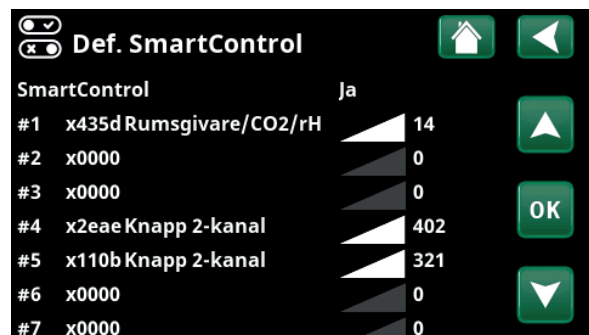 Def. SmartControl
SmartControl Ja
#1 x435d Rumsgivare/CO2/rH 14
#2 x0000 0
#3 x0000 0
#4 x2eae Knapp 2-kanal 402
#5 x110b Knapp 2-kanal 321
#6 x0000 0
#7 x0000 0
OK